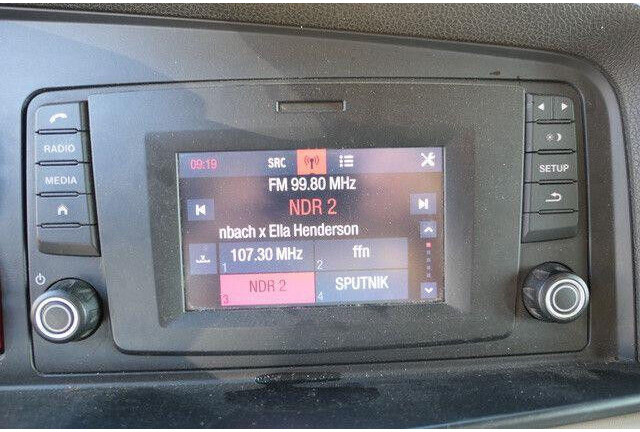 RADIO
MEDIA
SETUP
09:19 SRC
FM 99.80 MHz
NDR 2
nbach x Ella Henderson
107.30 MHz ffn
1 2
NDR 2 SPUTNIK
3 4